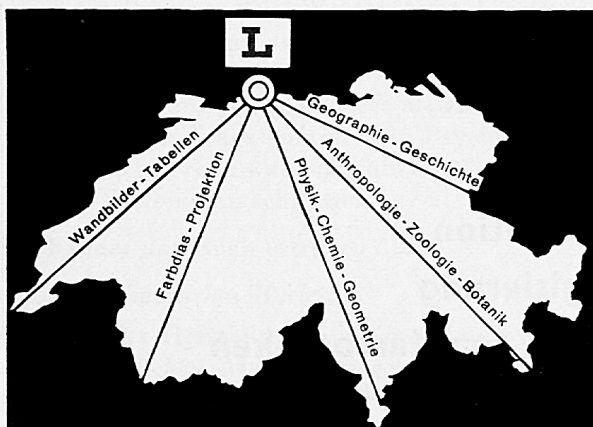 L
Wandbilder-Tabellen
Farbdias-Projektion
Physik-Chemie-Geometrie
Anthropologie-Zoologie-Botanik
Geographie-Geschichte